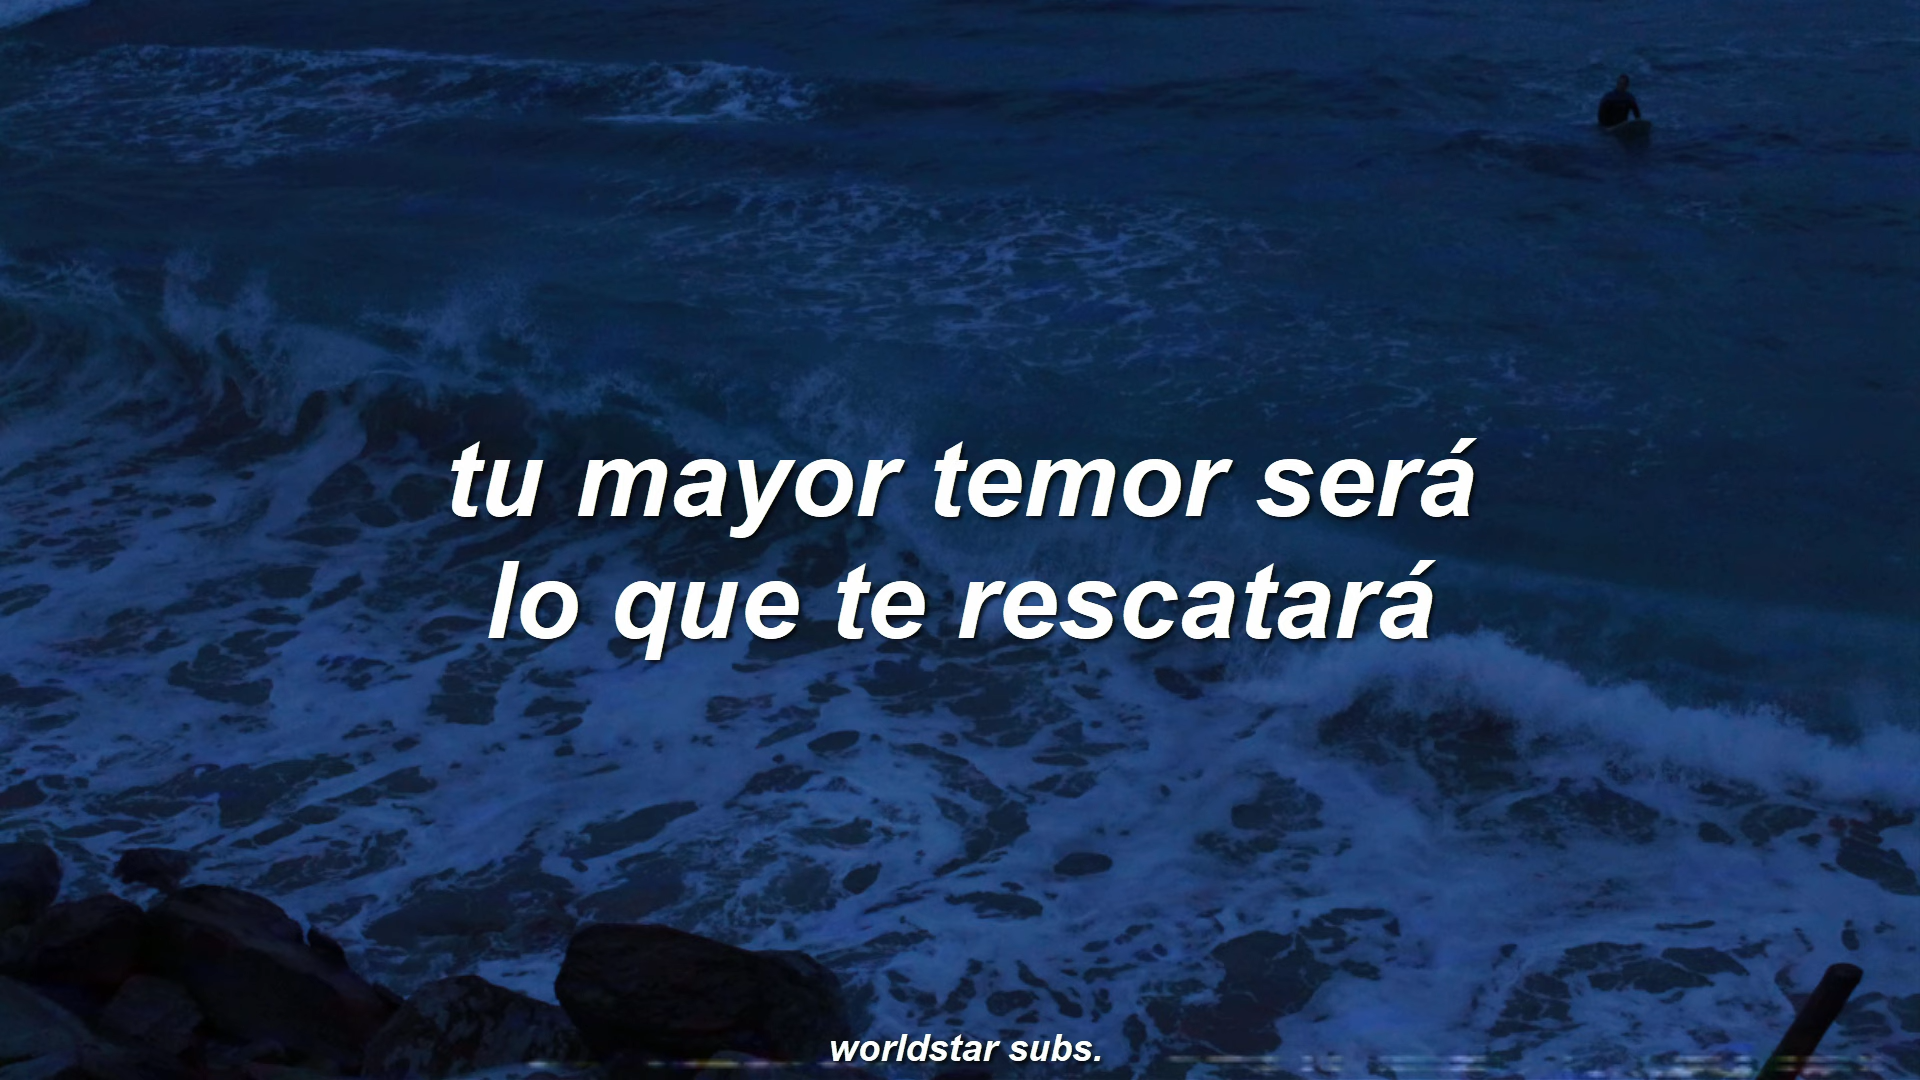 tu mayor temor será
lo que te rescatará
worldstar subs.